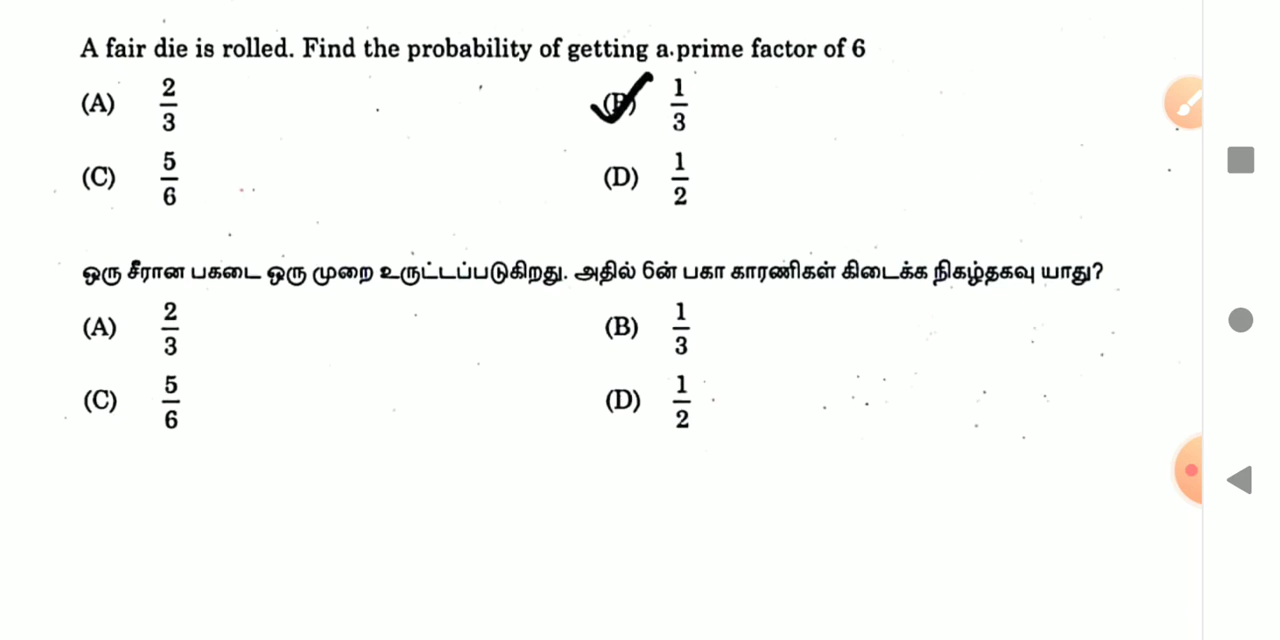 A fair die is rolled. Find the probability of getting a prime factor of 6
(A) 2/3 (B) 1/3
(C) 5/6 (D) 1/2
ஒரு சீரான பகடை ஒரு முறை உருட்டப்படுகிறது. அதில் 6ன் பகா காரணிகள் கிடைக்க நிகழ்தகவு யாது?
(A) 2/3 (B) 1/3
(C) 5/6 (D) 1/2